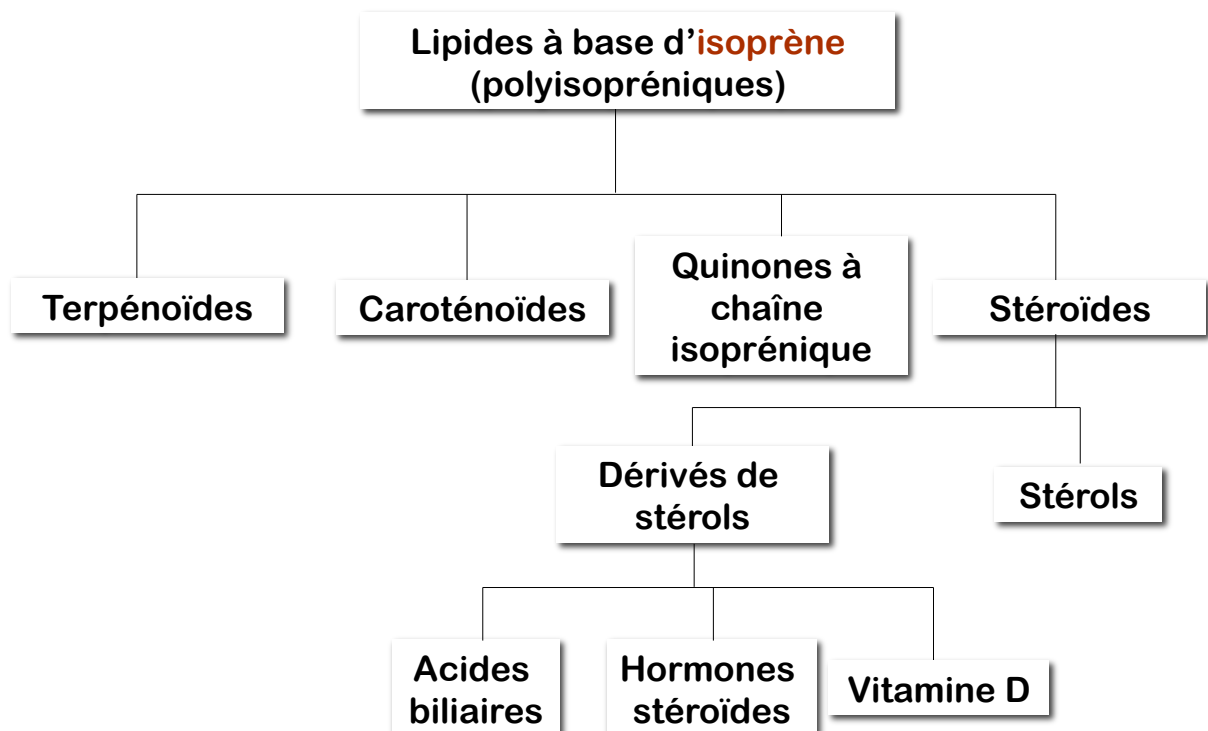 Lipides à base d’isoprène
(polyisopréniques)
Terpénoïdes
Caroténoïdes
Quinones à
chaîne
isoprénique
Stéroïdes
Dérivés de
stérols
Stérols
Acides
biliaires
Hormones
stéroïdes
Vitamine D